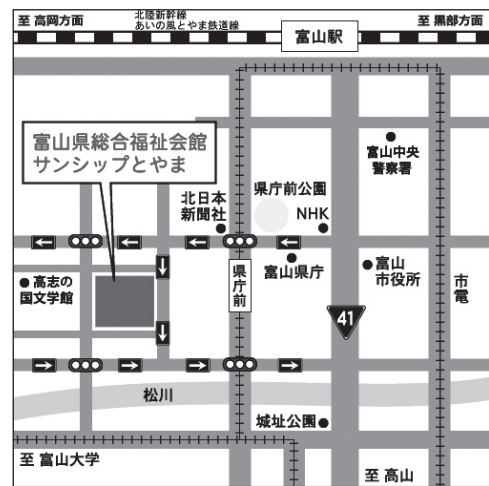 至 高岡方面
北陸新幹線
あいの風とやま鉄道線
至 黒部方面
富山駅
富山県総合福祉会館
サンシップとやま
富山中央
警察署
北日本
新聞社
県庁前公園
NHK
富山県庁
富山
市役所
高志の
国文学館
県庁前
市電
41
松川
城址公園
至 富山大学
至 高山